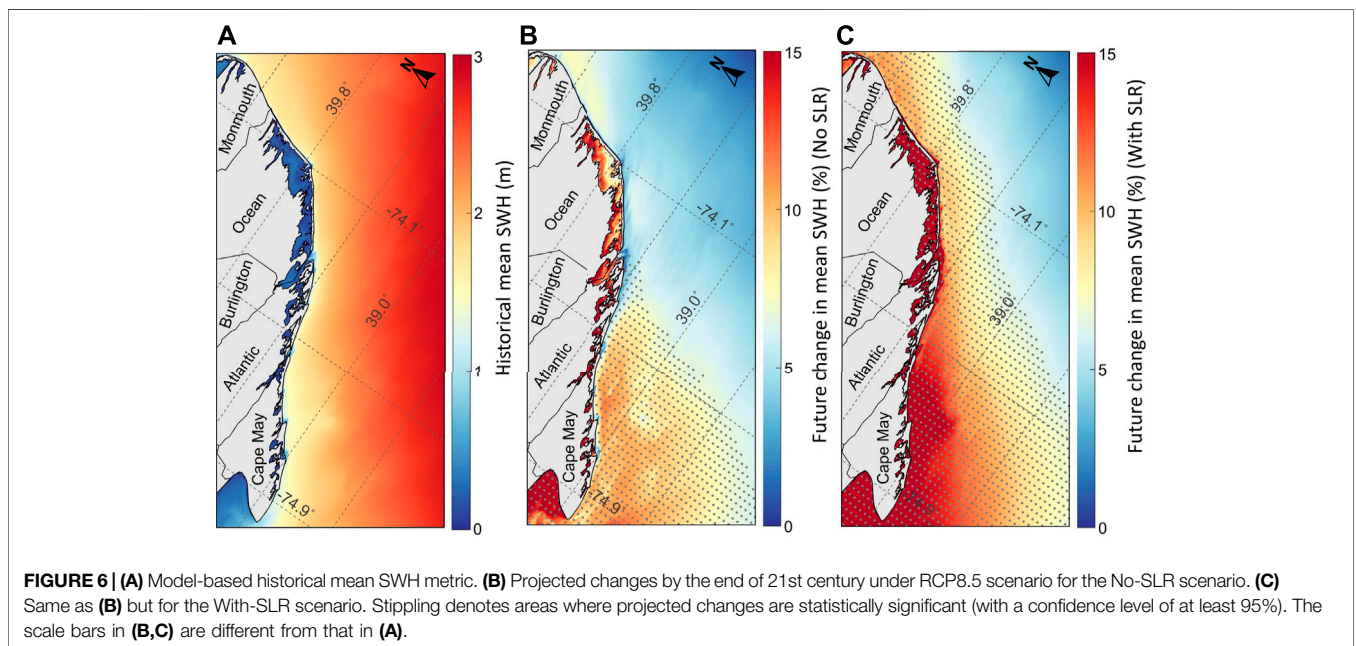 A
B
C
N
Monmouth
Ocean
Burlington
Atlantic
Cape May
39.8
-74.1°
39.0°
-74.9°
3
2
1
0
Historical mean SWH (m)
N
Monmouth
Ocean
Burlington
Atlantic
Cape May
39.8
-74.1°
39.0°
-74.9
15
10
5
0
Future change in mean SWH (%) (No SLR)
N
Monmouth
Ocean
Burlington
Atlantic
Cape May
39.8
-74.1°
39.0°
15
10
5
0
Future change in mean SWH (%) (With SLR)
FIGURE 6 | (A) Model-based historical mean SWH metric. (B) Projected changes by the end of 21st century under RCP8.5 scenario for the No-SLR scenario. (C)
Same as (B) but for the With-SLR scenario. Stippling denotes areas where projected changes are statistically significant (with a confidence level of at least 95%). The
scale bars in (B,C) are different from that in (A).